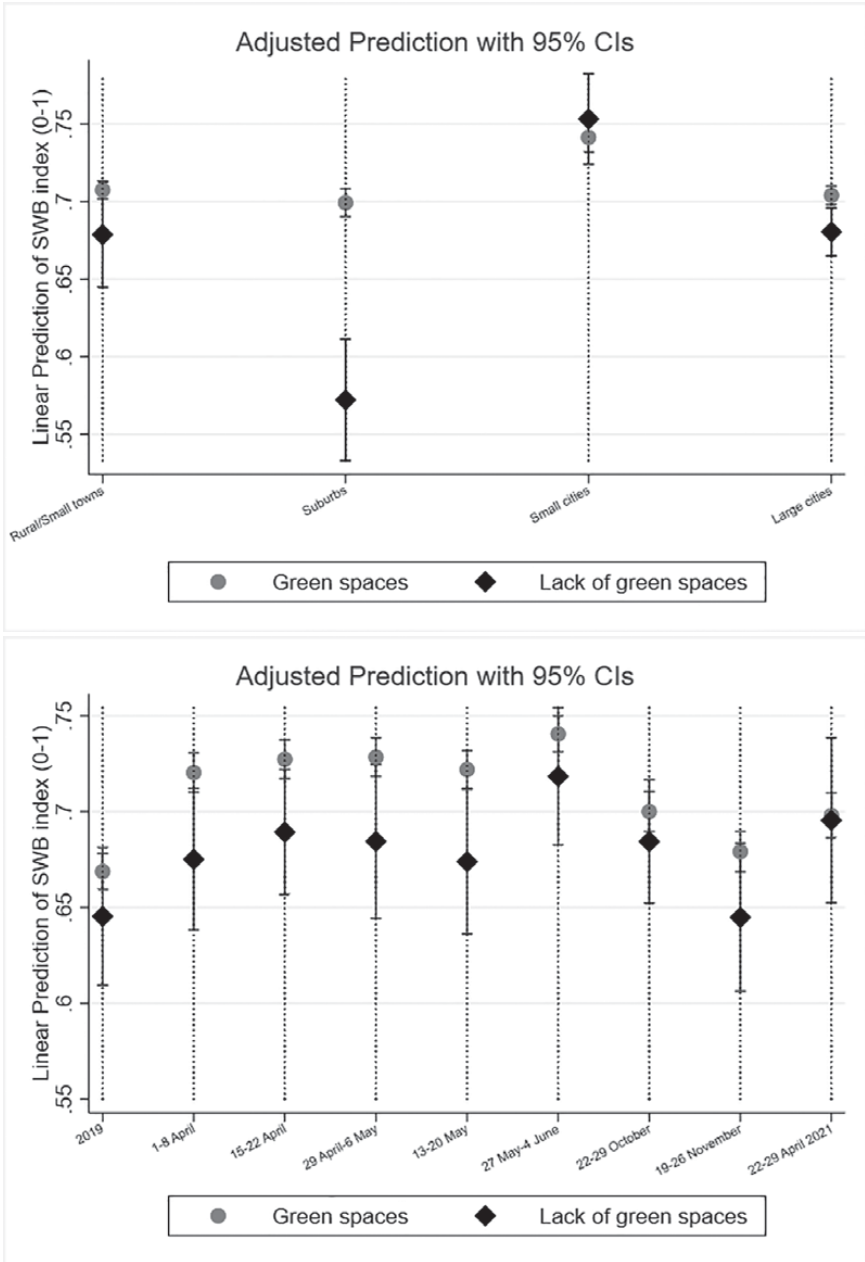 Adjusted Prediction with 95% CIs
Linear Prediction of SWB index (0-1)
.75
.7
.65
.6
.55
Rural/Small towns
Suburbs
Small cities
Large cities
Green spaces
Lack of green spaces
Adjusted Prediction with 95% CIs
Linear Prediction of SWB index (0-1)
.75
.7
.65
.6
.55
2019
1-8 April
15-22 April
29 April-6 May
13-20 May
27 May-4 June
22-29 October
19-26 November
22-29 April 2021
Green spaces
Lack of green spaces